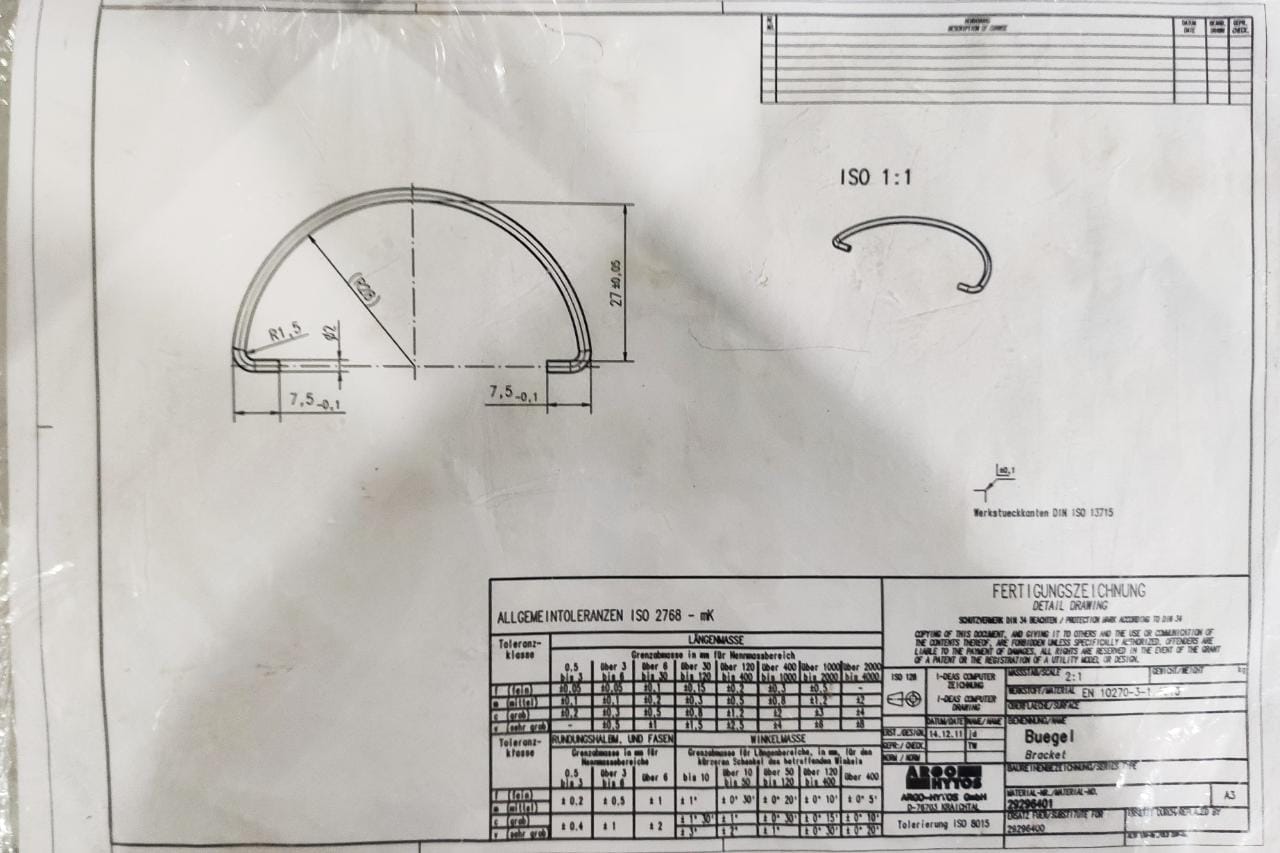 AENDERUNG
DESCRIPTION OF CHANGE
DATUM
DATE
GEPR.
CHECK.
ISO 1:1
(R28)
R1,5
Ø2
27±0,05
7,5-0,1
7,5-0,1
±0,1
Werkstueckkanten DIN ISO 13715
ALLGEMEINTOLERANZEN ISO 2768 - mK
Toleranz-
klasse
LÄNGENMASSE
Grenzabmasse in mm für Nennmassbereich
0,5 bis 3 über 3 bis 6 über 6 bis 30 über 30 bis 120 über 120 bis 400 über 400 bis 1000 über 1000 bis 2000 über 2000 bis 4000
f (fein) ±0,05 ±0,05 ±0,1 ±0,15 ±0,2 ±0,3 ±0,5 -
m (mittel) ±0,1 ±0,1 ±0,2 ±0,3 ±0,5 ±0,8 ±1,2 ±2
c (grob) ±0,2 ±0,3 ±0,5 ±0,8 ±1,2 ±2 ±3 ±4
v (sehr grob) - ±0,5 ±1 ±1,5 ±2,5 ±4 ±6 ±8
Toleranz-
klasse
RUNDUNGSHALBM. UND FASEN
WINKELMASSE
Grenzabmasse in mm für
Nennmassbereiche
Grenzabmasse für Längenbereiche, in mm, für den
kürzeren Schenkel des betreffenden Winkels
0,5 bis 3 über 3 bis 6 über 6 bis 10 über 10 bis 50 über 50 bis 120 über 120 bis 400 über 400
f (fein)
m (mittel)
± 0,2 ± 0,5 ± 1 ± 1° ± 0° 30' ± 0° 20' ± 0° 10' ± 0° 5'
c (grob) ± 1° 30' ± 1° ± 0° 30' ± 0° 15' ± 0° 10'
± 0,4 ± 1 ± 2
v (sehr grob) ± 3° ± 2° ± 1° ± 0° 30' ± 0° 20'
FERTIGUNGSZEICHNUNG
DETAIL DRAWING
SCHUTZVERMERK DIN 34 BEACHTEN / PROTECTION MARK ACCORDING TO DIN 34
COPYING OF THIS DOCUMENT, AND GIVING IT TO OTHERS AND THE USE OR COMMUNICATION OF
THE CONTENTS THEREOF, ARE FORBIDDEN UNLESS SPECIFICALLY AUTHORIZED. OFFENDERS ARE
LIABLE TO THE PAYMENT OF DAMAGES. ALL RIGHTS ARE RESERVED IN THE EVENT OF THE GRANT
OF A PATENT OR THE REGISTRATION OF A UTILITY MODEL OR DESIGN.
ISO 128
I-DEAS COMPUTER
ZEICHNUNG
I-DEAS COMPUTER
DRAWING
MASSSTAB/SCALE 2:1
GEWICHT/WEIGHT kg
WERKSTOFF/MATERIAL EN 10270-3-1.
OBERFLAECHE/SURFACE
DATUM/DATE NAME/NAME
ERST./DESIGN. 14.12.11 jd
GEPR./CHECK. TW
NORM / NORM
BENENNUNG/NAME
Buegel
Bracket
BAUREIHENBEZEICHNUNG/SERIES TYPE
ARGO
HYTOS
ARGO-HYTOS GmbH
D-76703 KRAICHTAL
MATERIAL-NR./MATERIAL-NO.
29296401
A3
Tolerierung ISO 8015
ERSATZ FUER/SUBSTITUTE FOR
29296400
ERSETZT DURCH/REPLACED BY